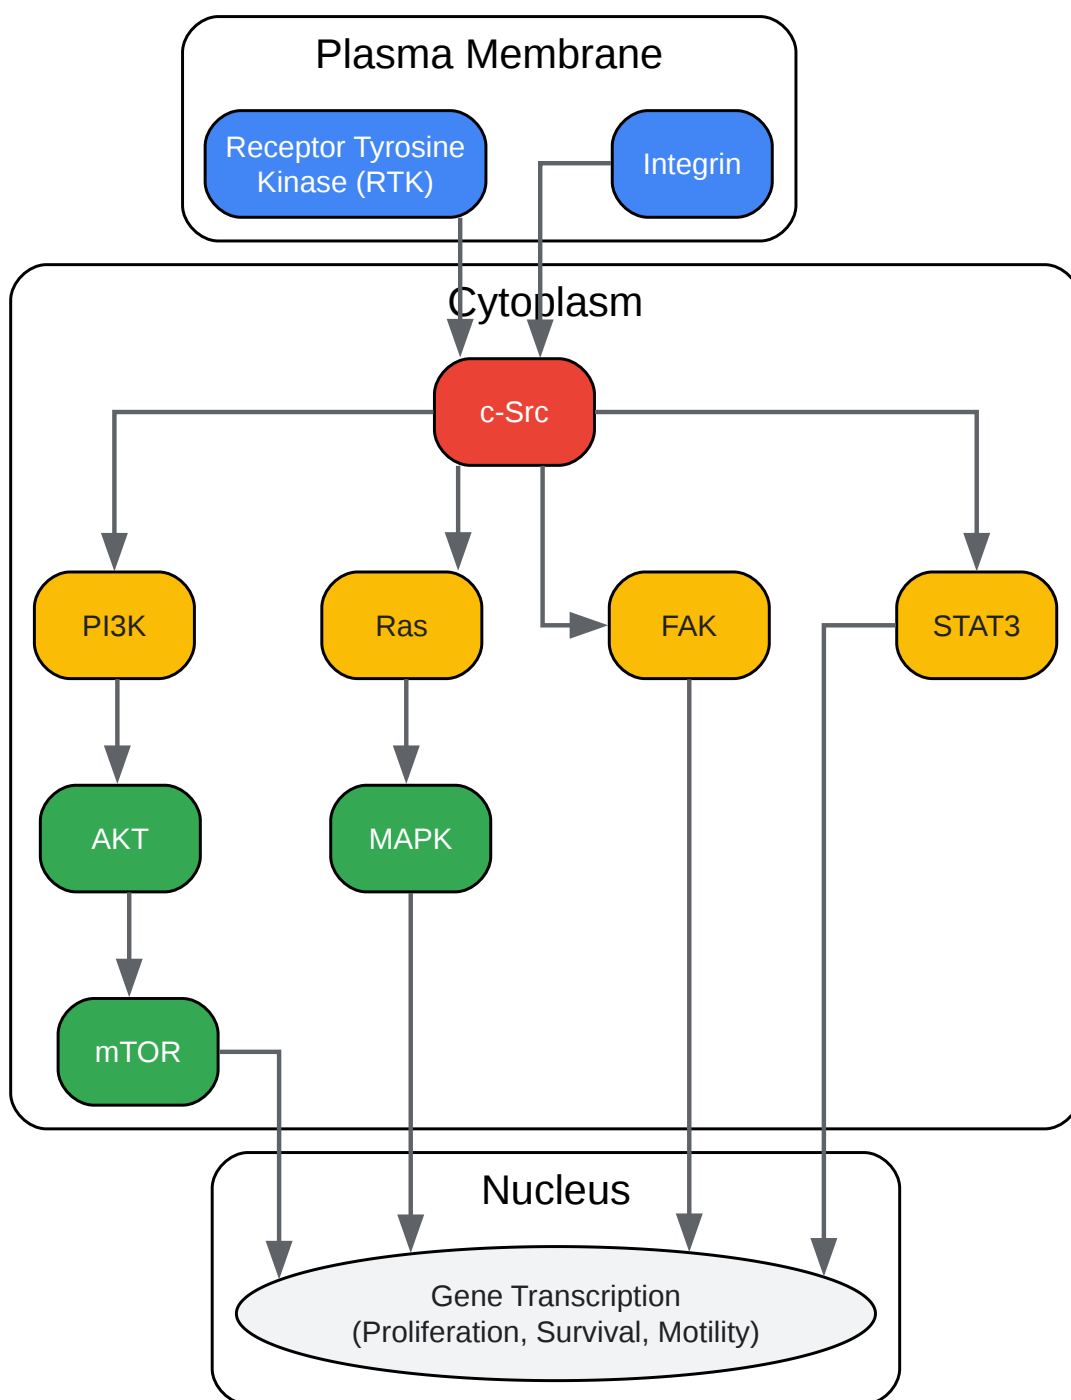 Plasma Membrane
Receptor Tyrosine
Kinase (RTK)
Integrin
Cytoplasm
c-Src
PI3K
Ras
FAK
STAT3
AKT
MAPK
mTOR
Nucleus
Gene Transcription
(Proliferation, Survival, Motility)